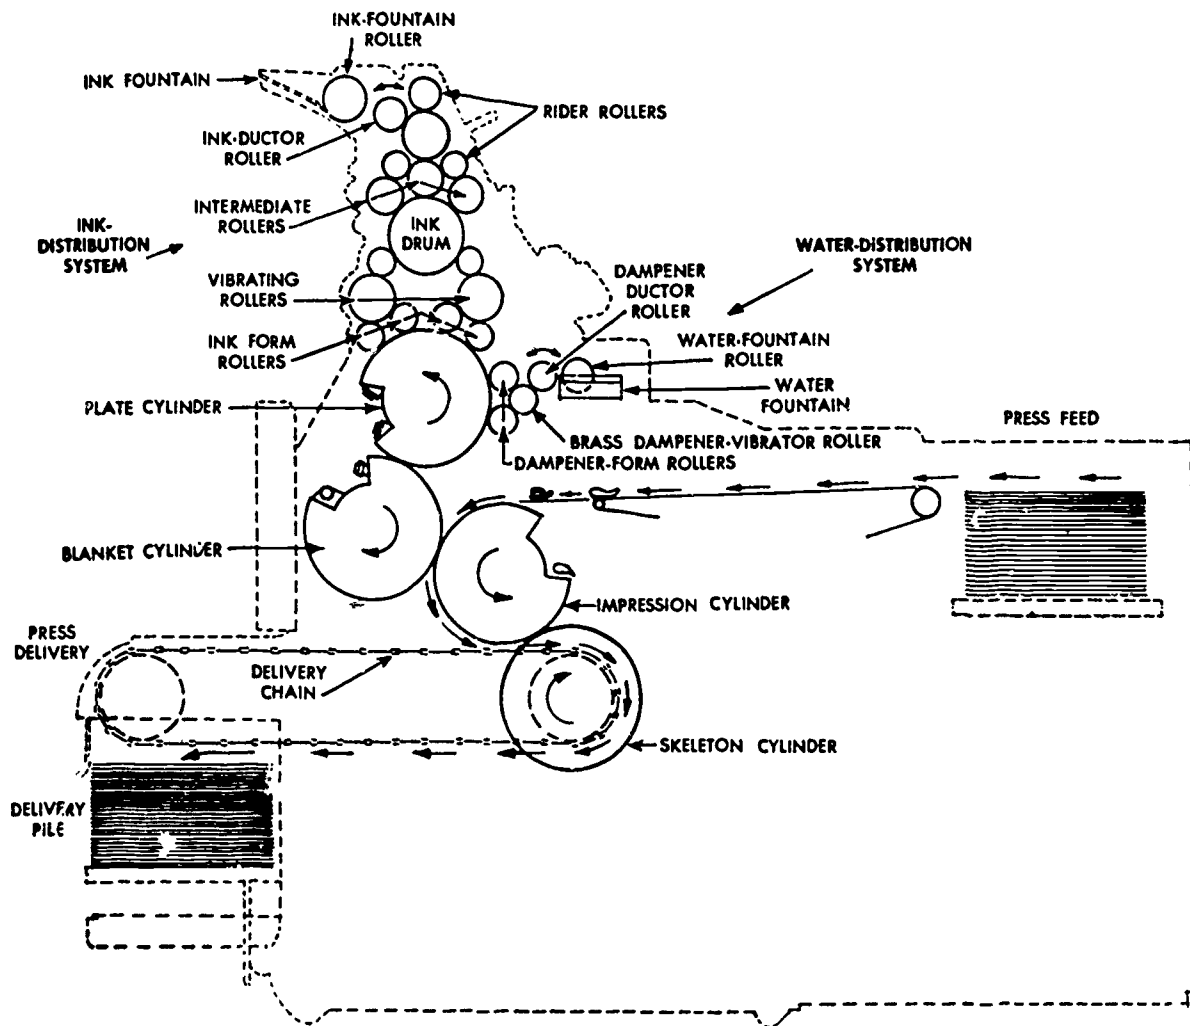 INK-FOUNTAIN
ROLLER
INK FOUNTAIN
RIDER ROLLERS
INK-DUCTOR
ROLLER
INTERMEDIATE
ROLLERS
INK-
DISTRIBUTION
SYSTEM
INK
DRUM
WATER-DISTRIBUTION
SYSTEM
VIBRATING
ROLLERS
DAMPENER
DUCTOR
ROLLER
INK FORM
ROLLERS
WATER-FOUNTAIN
ROLLER
WATER
FOUNTAIN
PLATE CYLINDER
PRESS FEED
BRASS DAMPENER-VIBRATOR ROLLER
DAMPENER-FORM ROLLERS
BLANKET CYLINDER
IMPRESSION CYLINDER
PRESS
DELIVERY
DELIVERY
CHAIN
SKELETON CYLINDER
DELIVERY
PILE